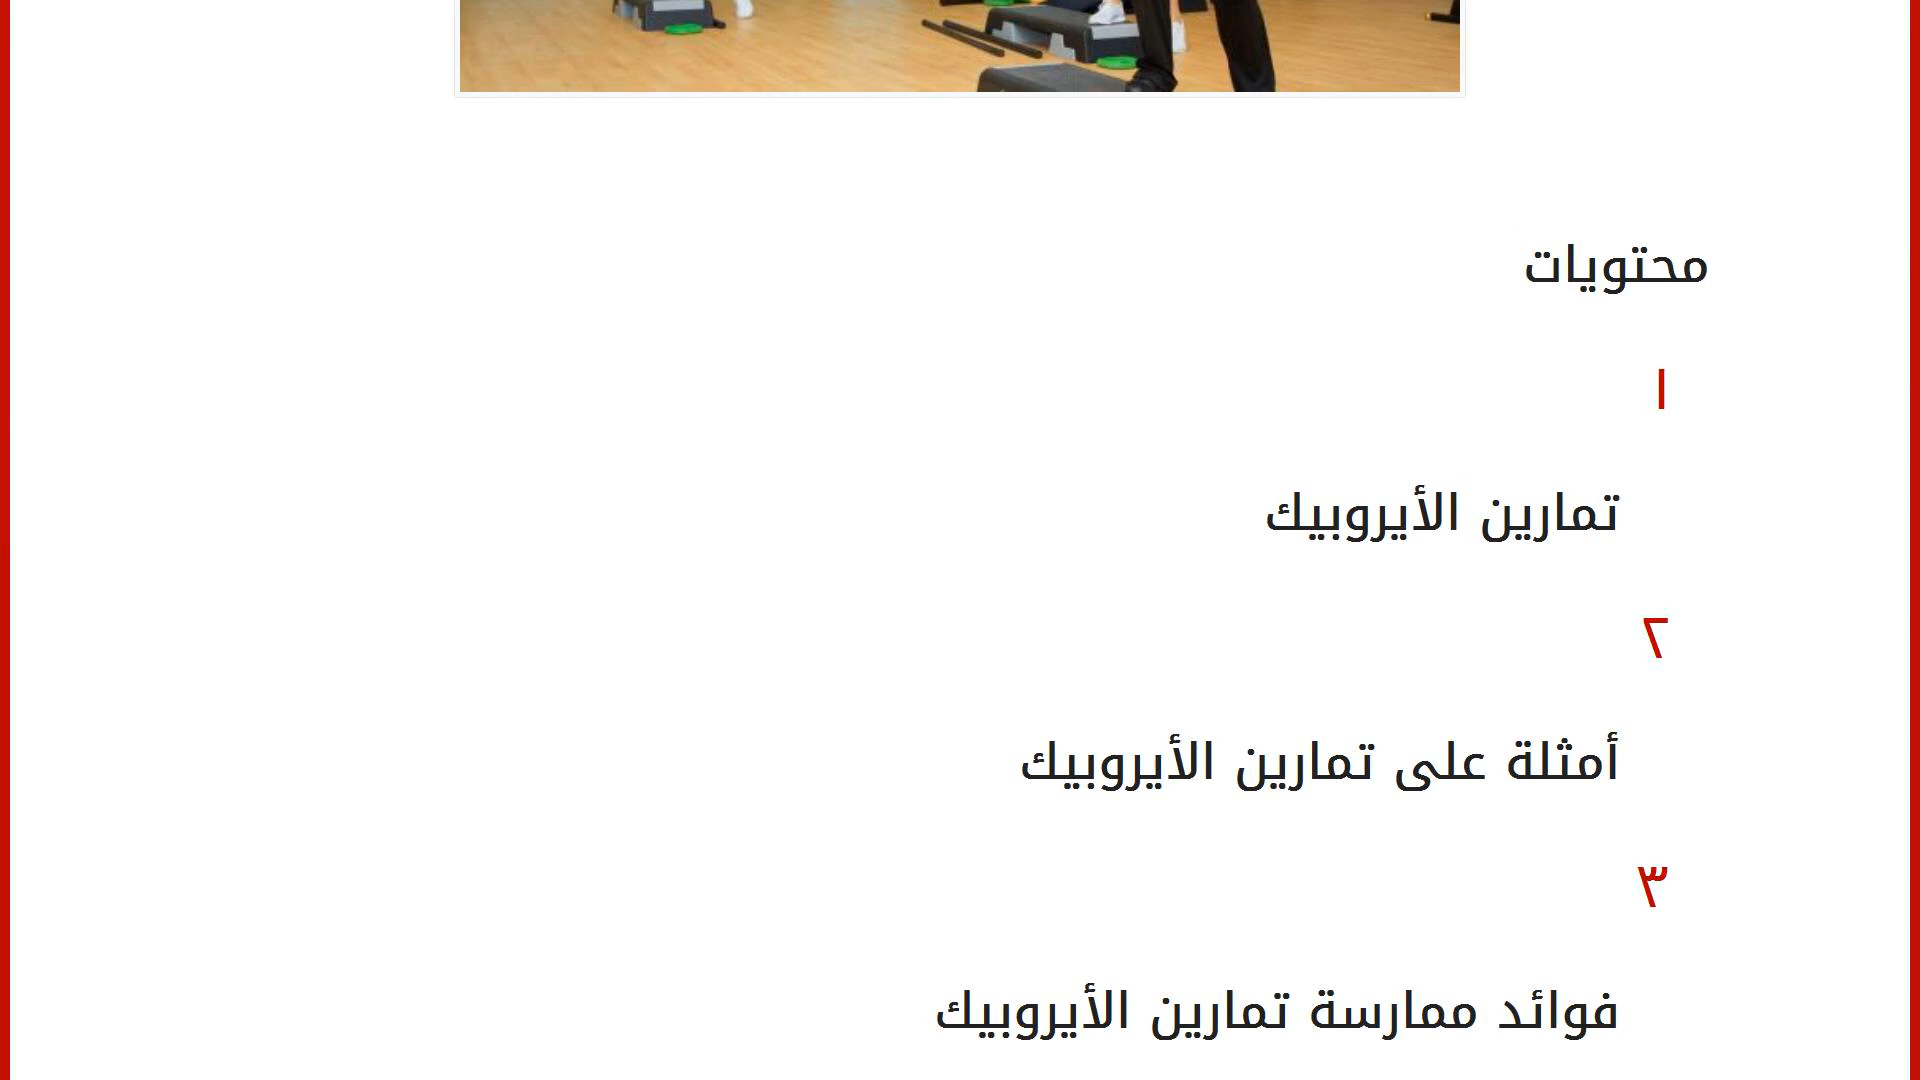 محتويات
١
تمارين الأيروبيك
٢
أمثلة على تمارين الأيروبيك
٣
فوائد ممارسة تمارين الأيروبيك